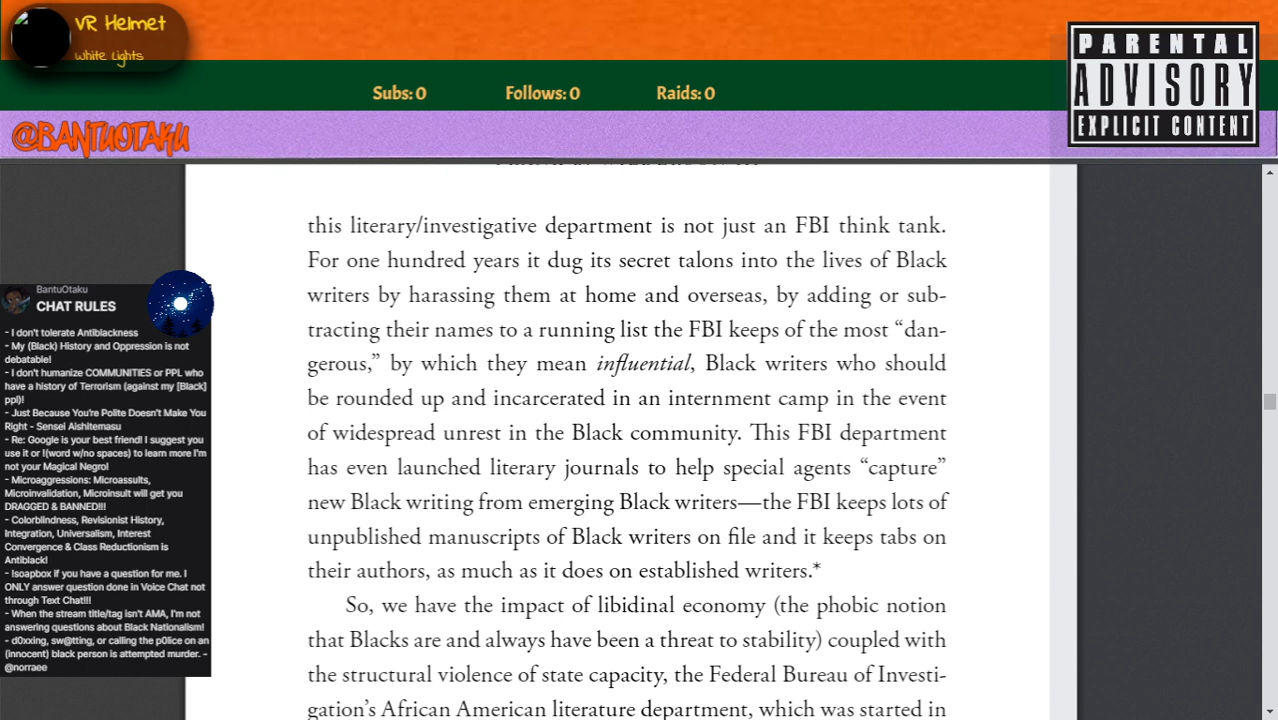 VR Helmet
White Lights
Subs: 0
Follows: 0
Raids: 0
PARENTAL
ADVISORY
EXPLICIT CONTENT
@BANTUOTAKU
this literary/investigative department is not just an FBI think tank.
For one hundred years it dug its secret talons into the lives of Black
writers by harassing them at home and overseas, by adding or sub-
tracting their names to a running list the FBI keeps of the most “dan-
gerous,” by which they mean influential, Black writers who should
be rounded up and incarcerated in an internment camp in the event
of widespread unrest in the Black community. This FBI department
has even launched literary journals to help special agents “capture”
new Black writing from emerging Black writers—the FBI keeps lots of
unpublished manuscripts of Black writers on file and it keeps tabs on
their authors, as much as it does on established writers.*
So, we have the impact of libidinal economy (the phobic notion
that Blacks are and always have been a threat to stability) coupled with
the structural violence of state capacity, the Federal Bureau of Investi-
gation’s African American literature department, which was started in
BantuOtaku
CHAT RULES
- I don't tolerate Antiblackness
- My (Black) History and Oppression is not
debatable!
- I don't humanize COMMUNITIES or PPL who
have a history of Terrorism (against my [Black]
ppl)!
- Just Because You're Polite Doesn't Make You
Right - Sensei Aishitemasu
- Re: Google is your best friend! I suggest you
use it or !(word w/no spaces) to learn more I'm
not your Magical Negro!
- Microaggressions: Microassults,
Microinvalidation, Microinsult will get you
DRAGGED & BANNED!!!
- Colorblindness, Revisionist History,
Integration, Universalism, Interest
Convergence & Class Reductionism is
Antiblack!
- !soapbox if you have a question for me. I
ONLY answer question done in Voice Chat not
through Text Chat!!!
- When the stream title/tag isn't AMA, I'm not
answering questions about Black Nationalism!
- d0xxing, sw@tting, or calling the p0lice on an
(innocent) black person is attempted murder. -
@norraee